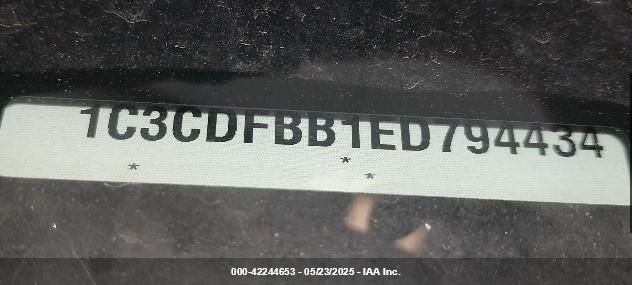 1C3CDFBB1ED794434
* * *
000-42244653 - 05/23/2025 - IAA Inc.